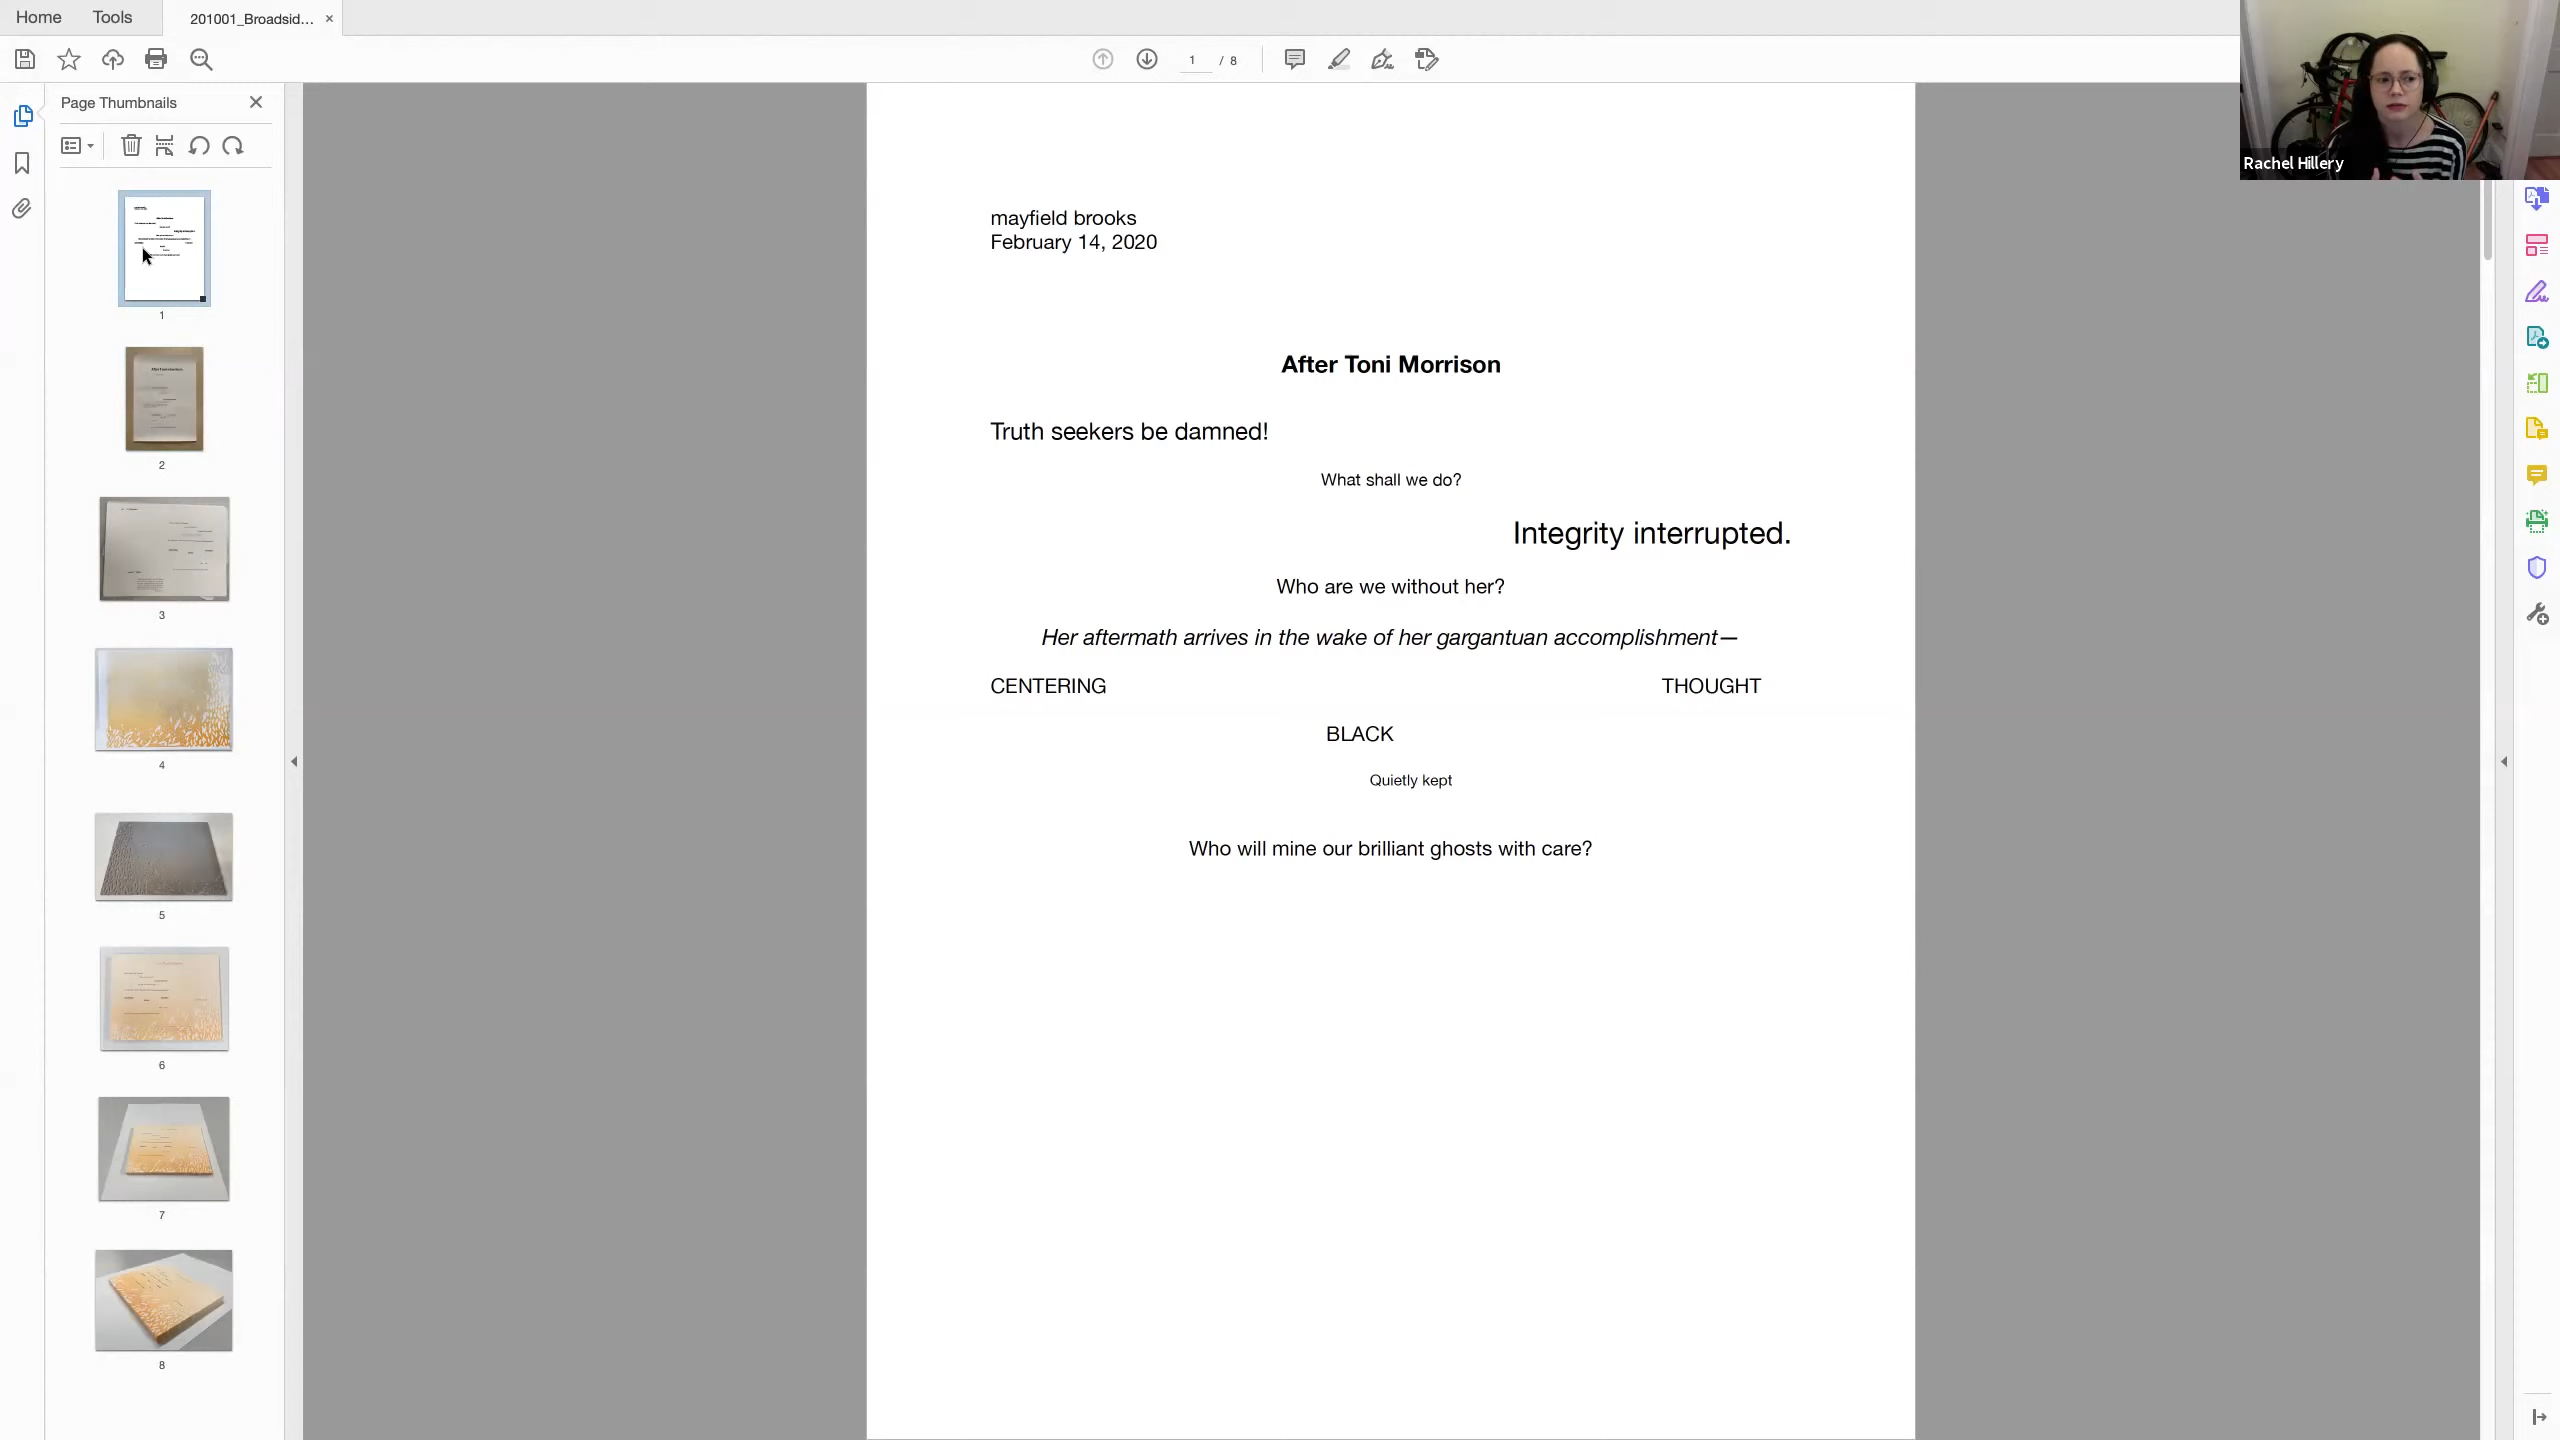 Home Tools 201001_Broadsid... ×
1 / 8
Page Thumbnails
Rachel Hillery
1
2
3
4
5
6
7
8
mayfield brooks
February 14, 2020
After Toni Morrison
Truth seekers be damned!
What shall we do?
Integrity interrupted.
Who are we without her?
Her aftermath arrives in the wake of her gargantuan accomplishment—
CENTERING THOUGHT
BLACK
Quietly kept
Who will mine our brilliant ghosts with care?